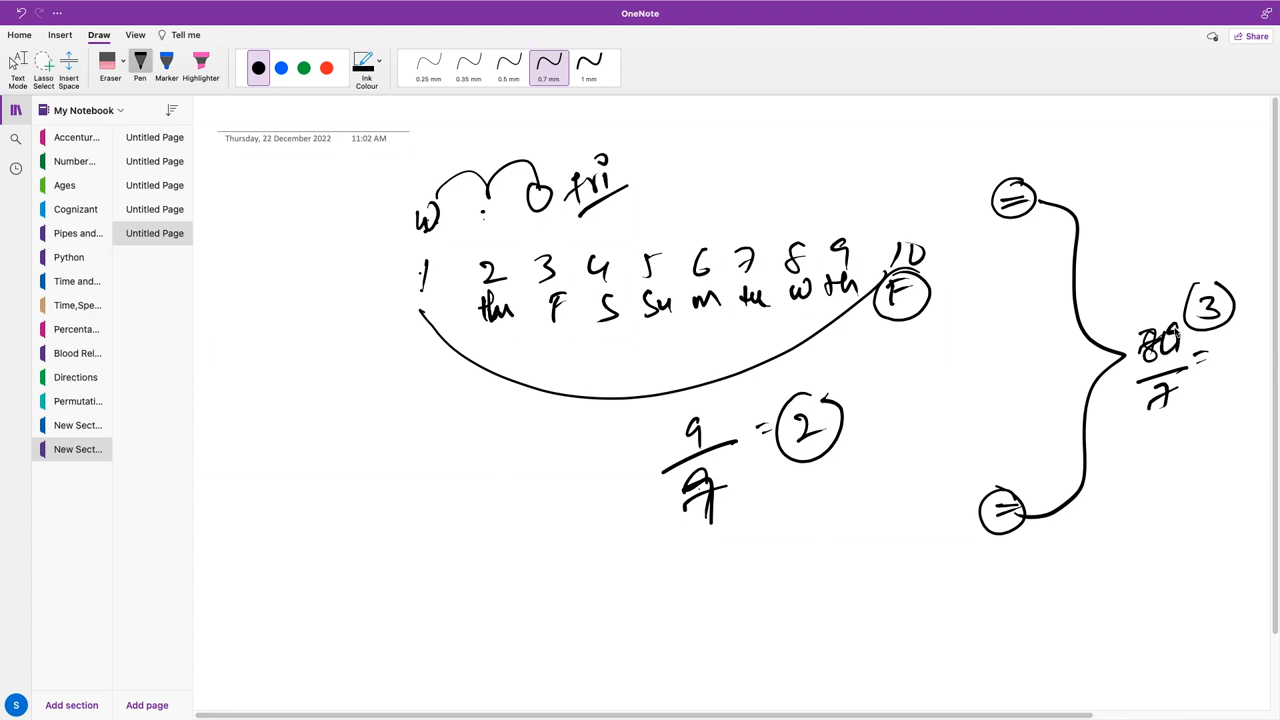 OneNote
Home Insert Draw View Tell me
Share
Text Mode
Lasso Select
Insert Space
Eraser
Pen
Marker
Highlighter
Ink Colour
0.25 mm
0.35 mm
0.5 mm
0.7 mm
1 mm
My Notebook
Accentur...
Number...
Ages
Cognizant
Pipes and...
Python
Time and...
Time,Spe...
Percenta...
Blood Rel...
Directions
Permutati...
New Sect...
New Sect...
Untitled Page
Untitled Page
Untitled Page
Untitled Page
Untitled Page
Thursday, 22 December 2022 11:02 AM
W fri
1 2 3 4 5 6 7 8 9 10
thu F S Su m tu W th F
9
= 2
7
3
=
7
S
Add section
Add page